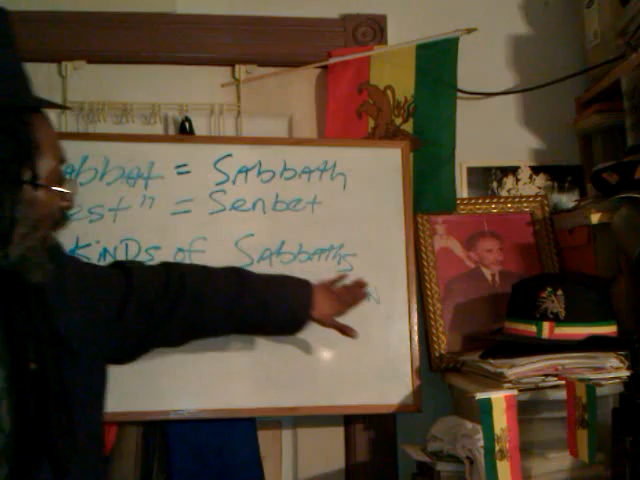 abbat = Sabbath
est" = Senbet
KINDS of Sabbaths
N